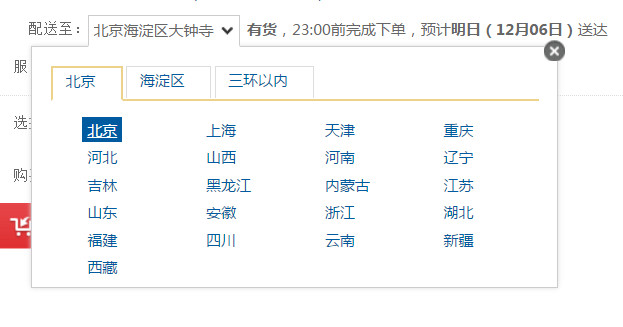 配送至： 北京海淀区大钟寺 有货，23:00前完成下单，预计明日（12月06日）送达
服
北京 海淀区 三环以内
北京 上海 天津 重庆
河北 山西 河南 辽宁
吉林 黑龙江 内蒙古 江苏
山东 安徽 浙江 湖北
福建 四川 云南 新疆
西藏